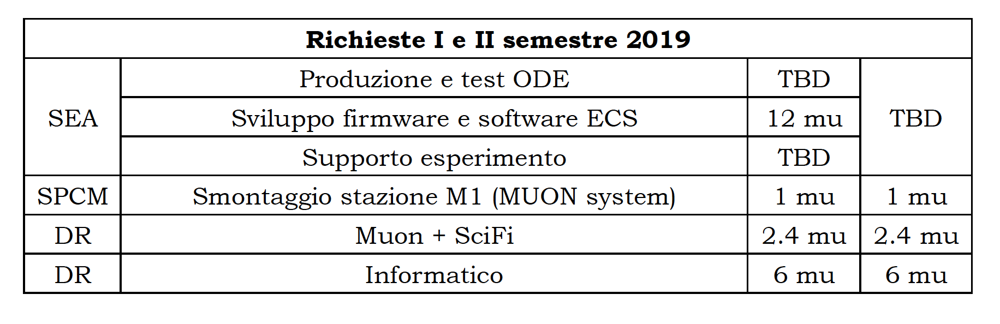 Richieste I e II semestre 2019
SEA
Produzione e test ODE
TBD
Sviluppo firmware e software ECS
12 mu
Supporto esperimento
TBD
TBD
SPCM
Smontaggio stazione M1 (MUON system)
1 mu
1 mu
DR
Muon + SciFi
2.4 mu
2.4 mu
DR
Informatico
6 mu
6 mu